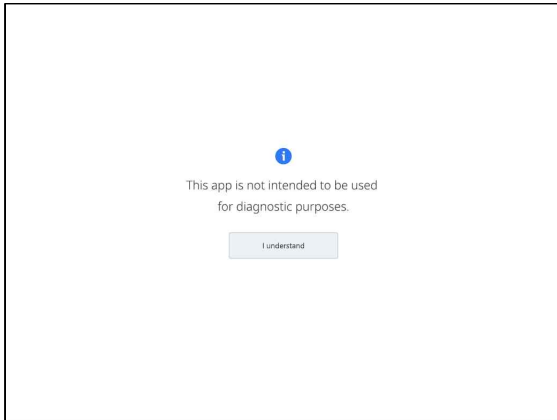 This app is not intended to be used
for diagnostic purposes.
I understand